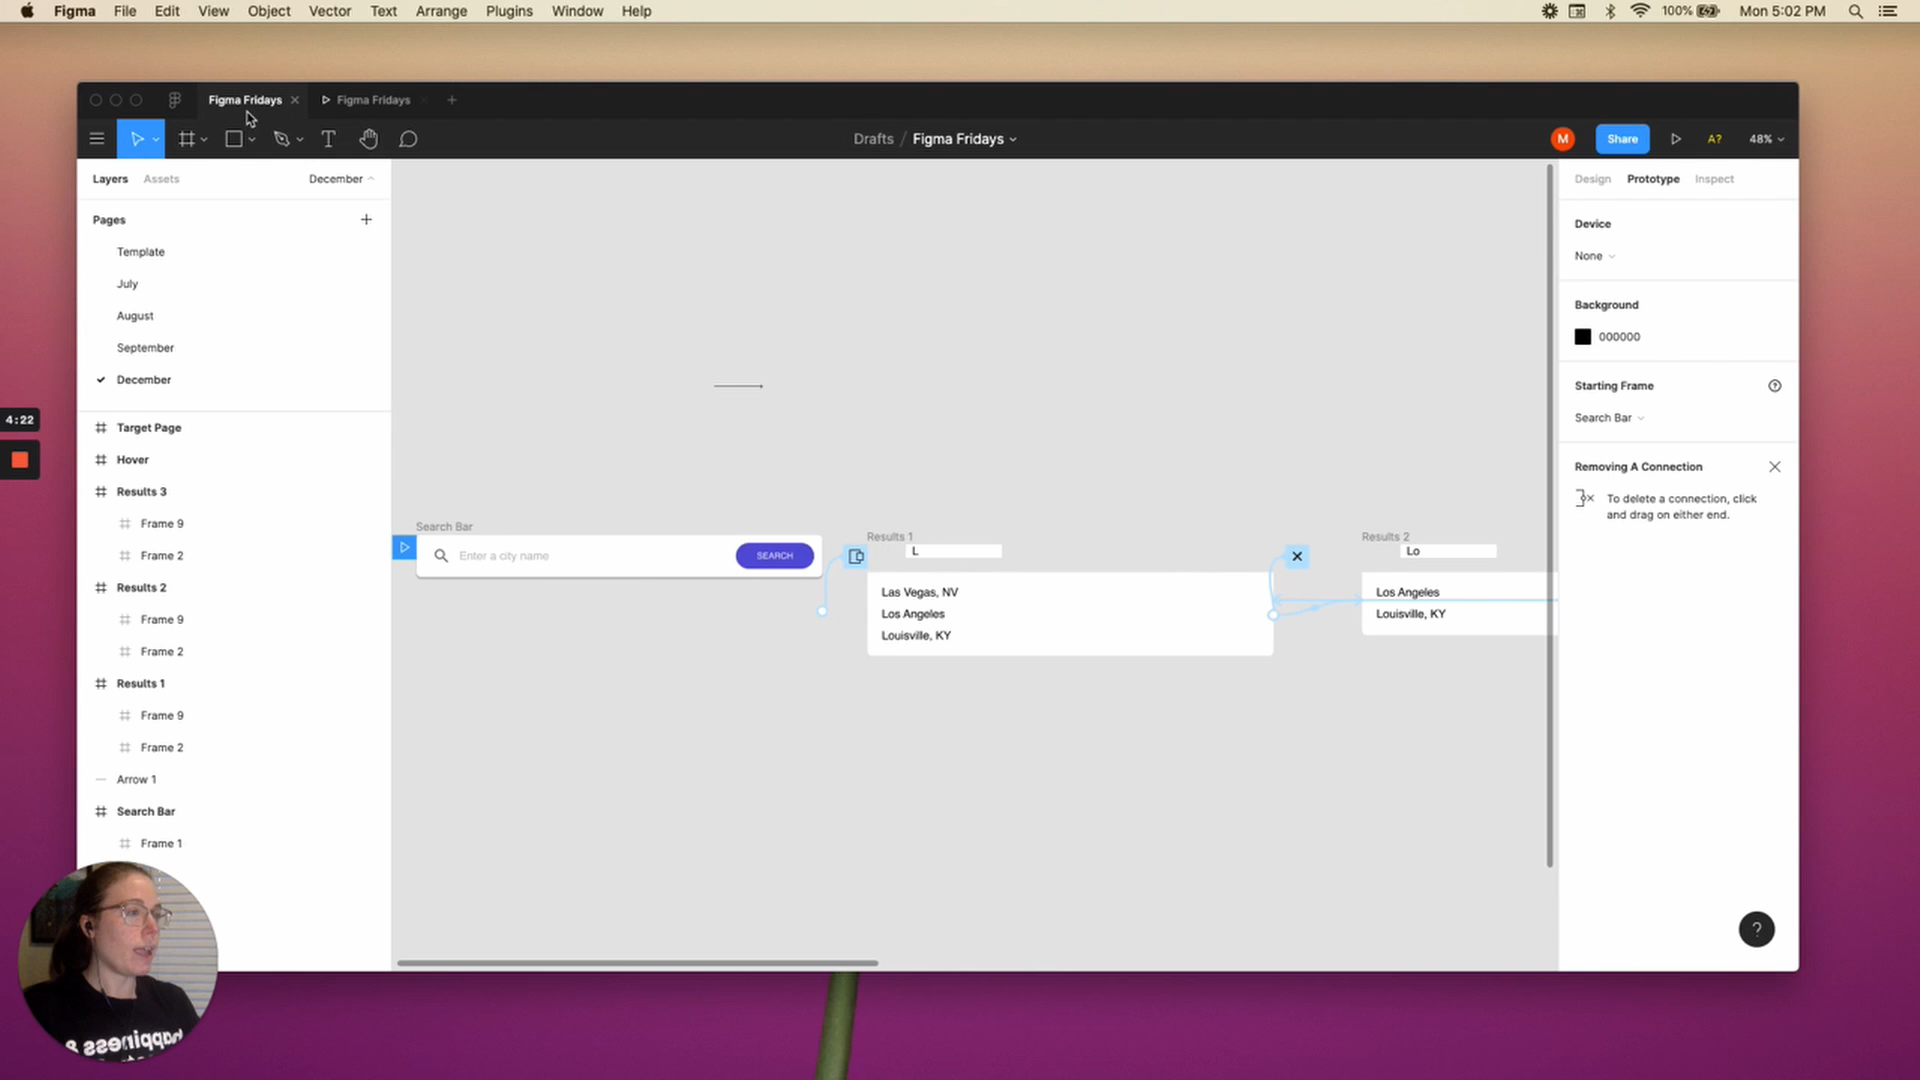 Figma File Edit View Object Vector Text Arrange Plugins Window Help
100% Mon 5:02 PM
Figma Fridays
Figma Fridays
Drafts / Figma Fridays
M
Share
A?
48%
Layers Assets December
Pages
Template
July
August
September
December
Target Page
Hover
Results 3
Frame 9
Frame 2
Results 2
Frame 9
Frame 2
Results 1
Frame 9
Frame 2
Arrow 1
Search Bar
Frame 1
4:22
Search Bar
Enter a city name
SEARCH
Results 1
L
Las Vegas, NV
Los Angeles
Louisville, KY
Results 2
Lo
Los Angeles
Louisville, KY
Design Prototype Inspect
Device
None
Background
000000
Starting Frame
Search Bar
Removing A Connection
To delete a connection, click
and drag on either end.
?
happiness &